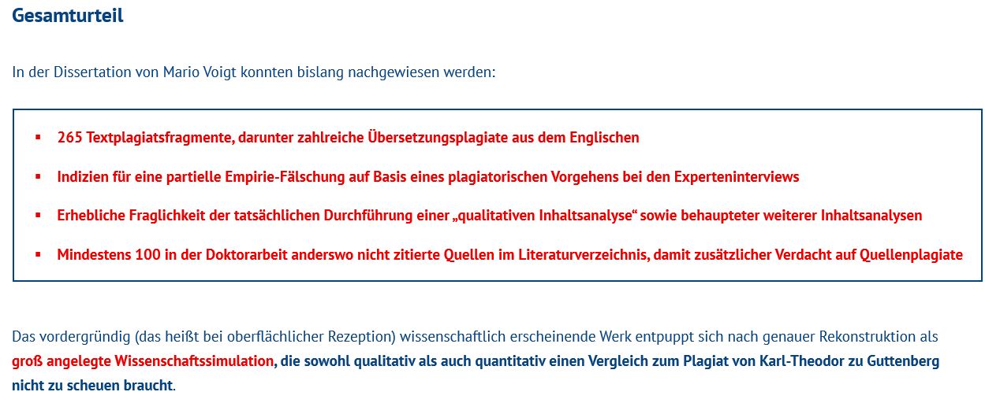 Gesamturteil
In der Dissertation von Mario Voigt konnten bislang nachgewiesen werden:
▪ 265 Textplagiatsfragmente, darunter zahlreiche Übersetzungsplagiate aus dem Englischen
▪ Indizien für eine partielle Empirie-Fälschung auf Basis eines plagiatorischen Vorgehens bei den Experteninterviews
▪ Erhebliche Fraglichkeit der tatsächlichen Durchführung einer „qualitativen Inhaltsanalyse“ sowie behaupteter weiterer Inhaltsanalysen
▪ Mindestens 100 in der Doktorarbeit anderswo nicht zitierte Quellen im Literaturverzeichnis, damit zusätzlicher Verdacht auf Quellenplagiate
Das vordergründig (das heißt bei oberflächlicher Rezeption) wissenschaftlich erscheinende Werk entpuppt sich nach genauer Rekonstruktion als
groß angelegte Wissenschaftssimulation, die sowohl qualitativ als auch quantitativ einen Vergleich zum Plagiat von Karl-Theodor zu Guttenberg
nicht zu scheuen braucht.